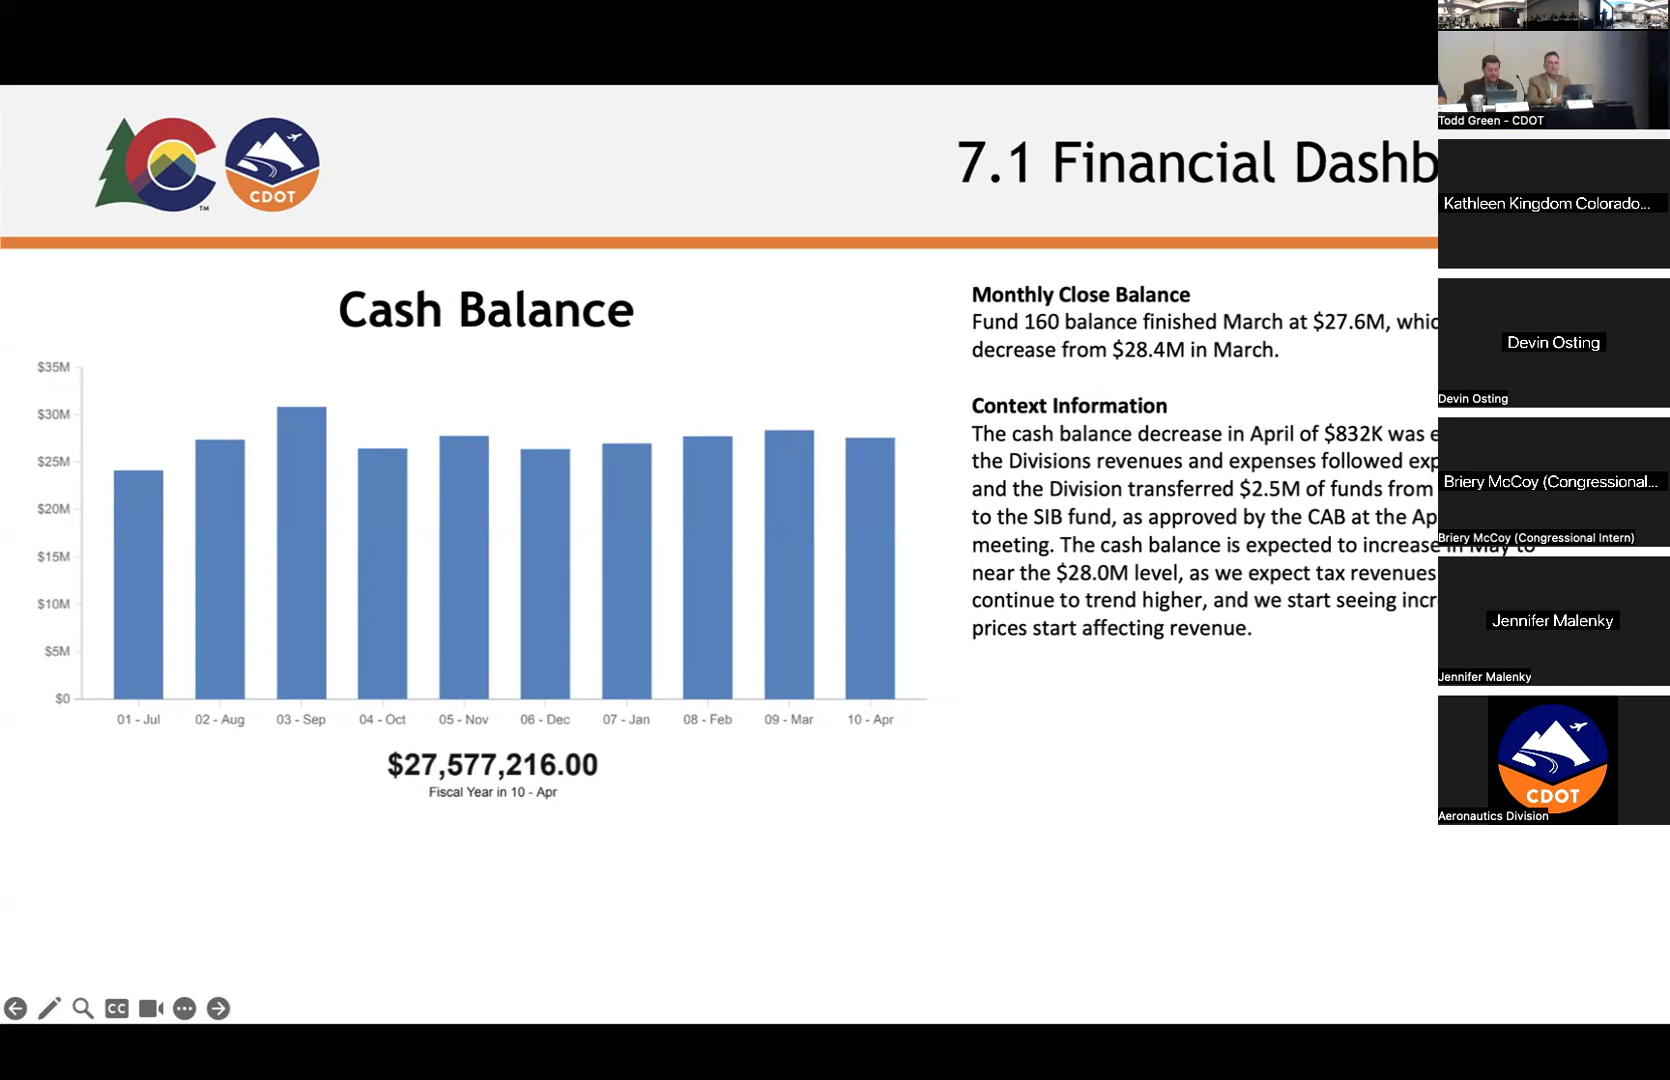 CDOT
TM
7.1 Financial Dashb
Cash Balance
$35M
$30M
$25M
$20M
$15M
$10M
$5M
$0
01 - Jul
02 - Aug
03 - Sep
04 - Oct
05 - Nov
06 - Dec
07 - Jan
08 - Feb
09 - Mar
10 - Apr
$27,577,216.00
Fiscal Year in 10 - Apr
Monthly Close Balance
Fund 160 balance finished March at $27.6M, whic
decrease from $28.4M in March.
Context Information
The cash balance decrease in April of $832K was e
the Divisions revenues and expenses followed exp
and the Division transferred $2.5M of funds from
to the SIB fund, as approved by the CAB at the Ap
meeting. The cash balance is expected to increase in May to
near the $28.0M level, as we expect tax revenues
continue to trend higher, and we start seeing incr
prices start affecting revenue.
CC
Todd Green - CDOT
Kathleen Kingdom Colorado...
Devin Osting
Devin Osting
Briery McCoy (Congressional...
Briery McCoy (Congressional Intern)
Jennifer Malenky
Jennifer Malenky
CDOT
Aeronautics Division